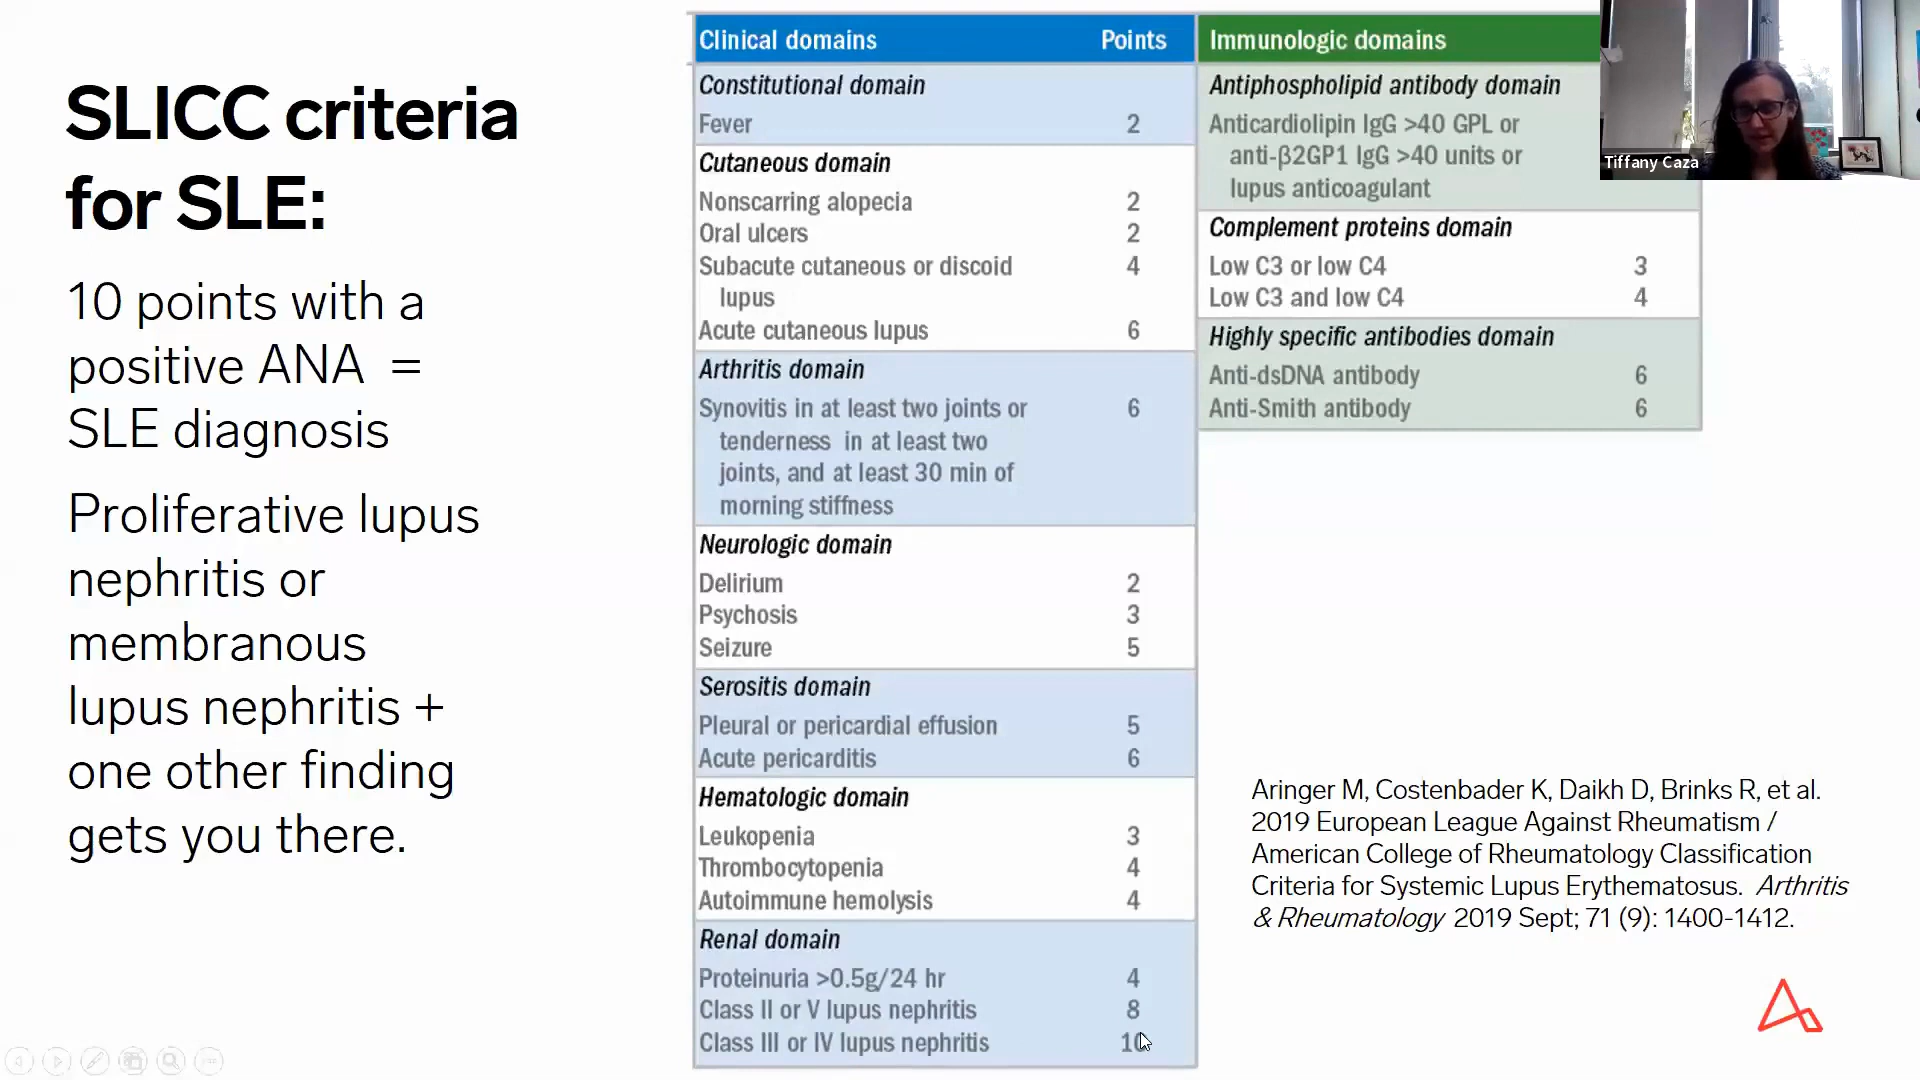 SLICC criteria
for SLE:
10 points with a
positive ANA =
SLE diagnosis
Proliferative lupus
nephritis or
membranous
lupus nephritis +
one other finding
gets you there.
Clinical domains Points
Constitutional domain
Fever 2
Cutaneous domain
Nonscarring alopecia 2
Oral ulcers 2
Subacute cutaneous or discoid 4
lupus
Acute cutaneous lupus 6
Arthritis domain
Synovitis in at least two joints or 6
tenderness in at least two
joints, and at least 30 min of
morning stiffness
Neurologic domain
Delirium 2
Psychosis 3
Seizure 5
Serositis domain
Pleural or pericardial effusion 5
Acute pericarditis 6
Hematologic domain
Leukopenia 3
Thrombocytopenia 4
Autoimmune hemolysis 4
Renal domain
Proteinuria >0.5g/24 hr 4
Class II or V lupus nephritis 8
Class III or IV lupus nephritis 10
Immunologic domains
Antiphospholipid antibody domain
Anticardiolipin IgG >40 GPL or
anti-β2GP1 IgG >40 units or
lupus anticoagulant
Complement proteins domain
Low C3 or low C4 3
Low C3 and low C4 4
Highly specific antibodies domain
Anti-dsDNA antibody 6
Anti-Smith antibody 6
Tiffany Caza
Aringer M, Costenbader K, Daikh D, Brinks R, et al.
2019 European League Against Rheumatism /
American College of Rheumatology Classification
Criteria for Systemic Lupus Erythematosus. Arthritis
& Rheumatology 2019 Sept; 71 (9): 1400-1412.